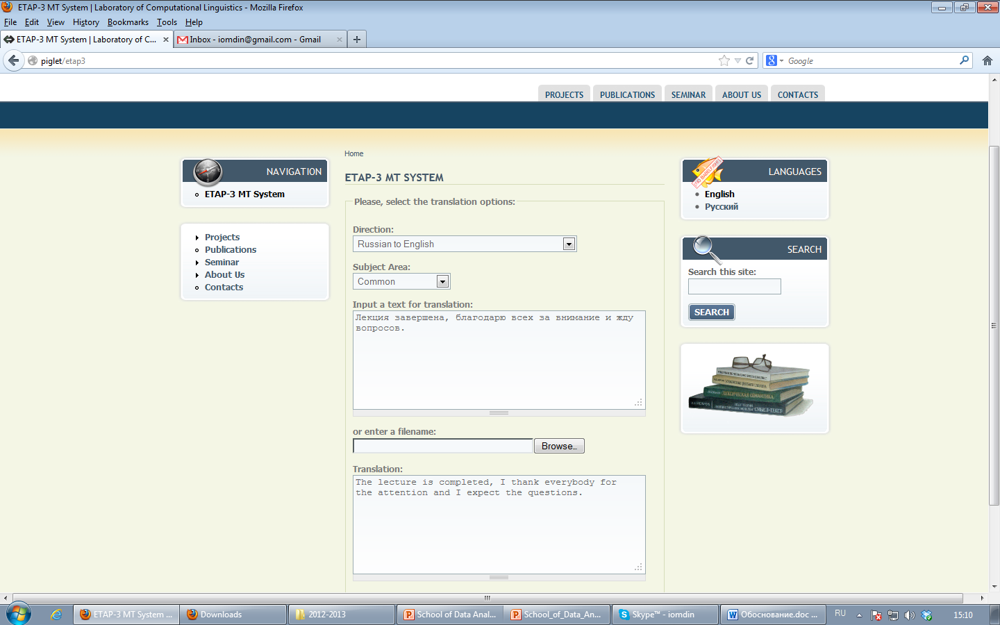 ETAP-3 MT System | Laboratory of Computational Linguistics - Mozilla Firefox
File Edit View History Bookmarks Tools Help
ETAP-3 MT System | Laboratory of C...
Inbox - iomdin@gmail.com - Gmail
piglet/etap3
Google
PROJECTS PUBLICATIONS SEMINAR ABOUT US CONTACTS
Home
NAVIGATION
ETAP-3 MT System
Projects
Publications
Seminar
About Us
Contacts
ETAP-3 MT SYSTEM
Please, select the translation options:
Direction:
Russian to English
Subject Area:
Common
Input a text for translation:
Лекция завершена, благодарю всех за внимание и жду
вопросов.
or enter a filename:
Browse...
Translation:
The lecture is completed, I thank everybody for
the attention and I expect the questions.
NO BABELFISH!
LANGUAGES
English
Русский
SEARCH
Search this site:
SEARCH
ЛЕКСИЧЕСКАЯ СЕМАНТИКА
СМЫСЛ-ТЕКСТ
ETAP-3 MT System ...
Downloads
2012-2013
School of Data Anal...
School_of_Data_An...
Skype™ - iomdin
Обоснование.doc ...
RU
15:10